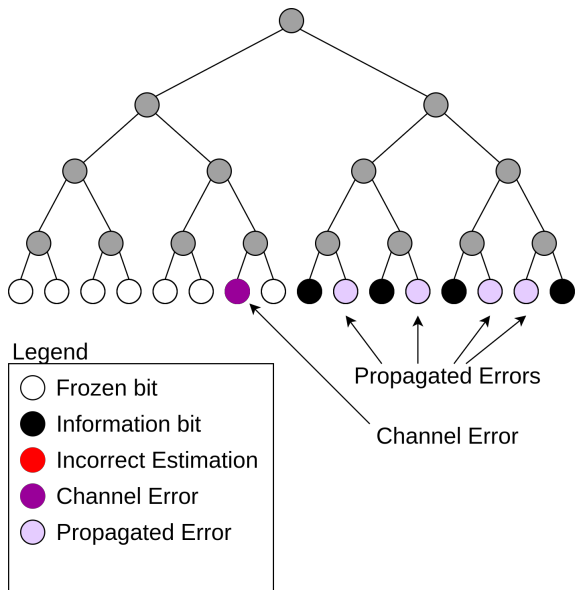 Propagated Errors
Channel Error
Legend
Frozen bit
Information bit
Incorrect Estimation
Channel Error
Propagated Error